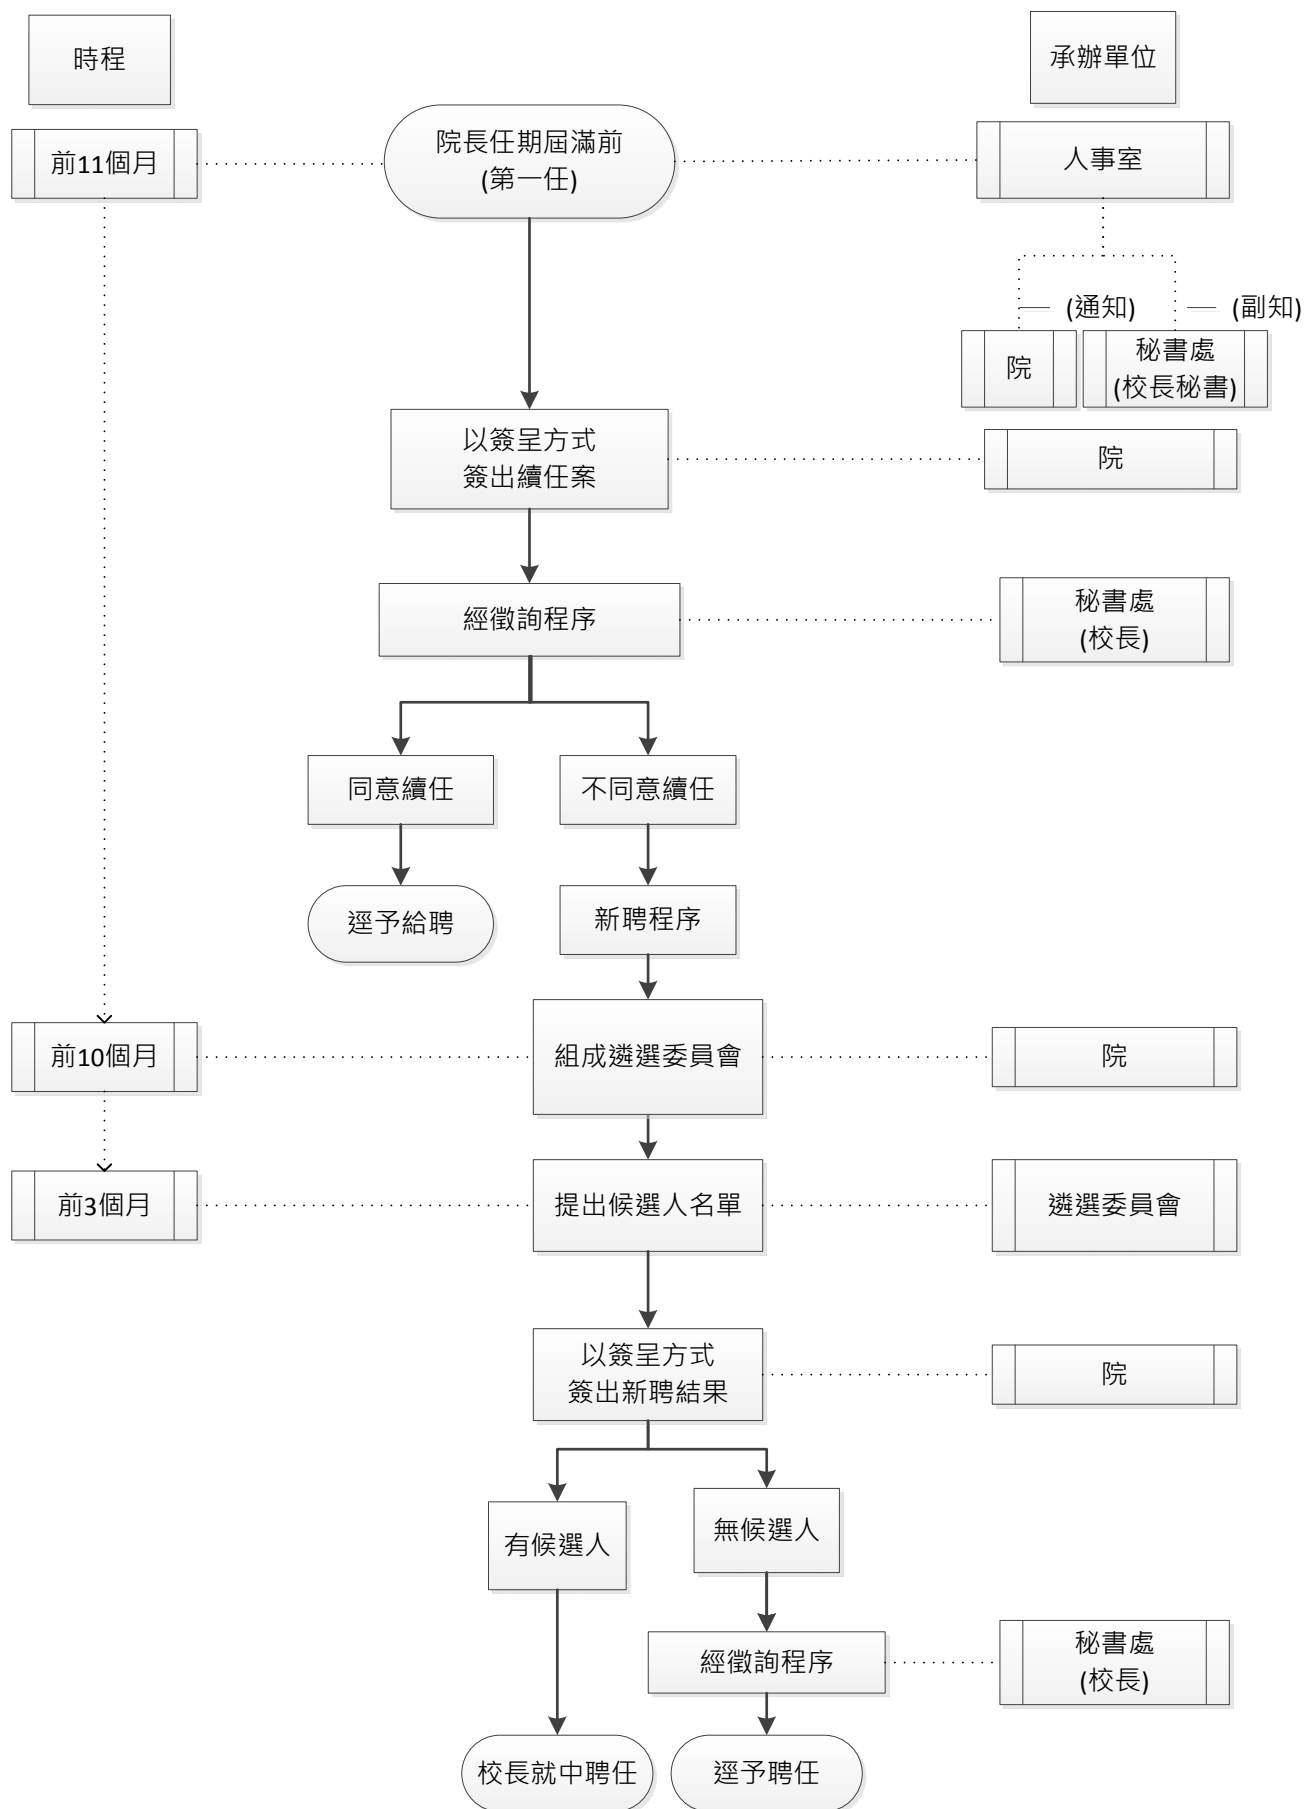 時程
承辦單位
前11個月
院長任期屆滿前
(第一任)
人事室
(通知)
(副知)
院
秘書處
(校長秘書)
以簽呈方式
簽出續任案
院
經徵詢程序
秘書處
(校長)
同意續任
不同意續任
逕予給聘
新聘程序
前10個月
組成遴選委員會
院
前3個月
提出候選人名單
遴選委員會
以簽呈方式
簽出新聘結果
院
有候選人
無候選人
經徵詢程序
秘書處
(校長)
校長就中聘任
逕予聘任